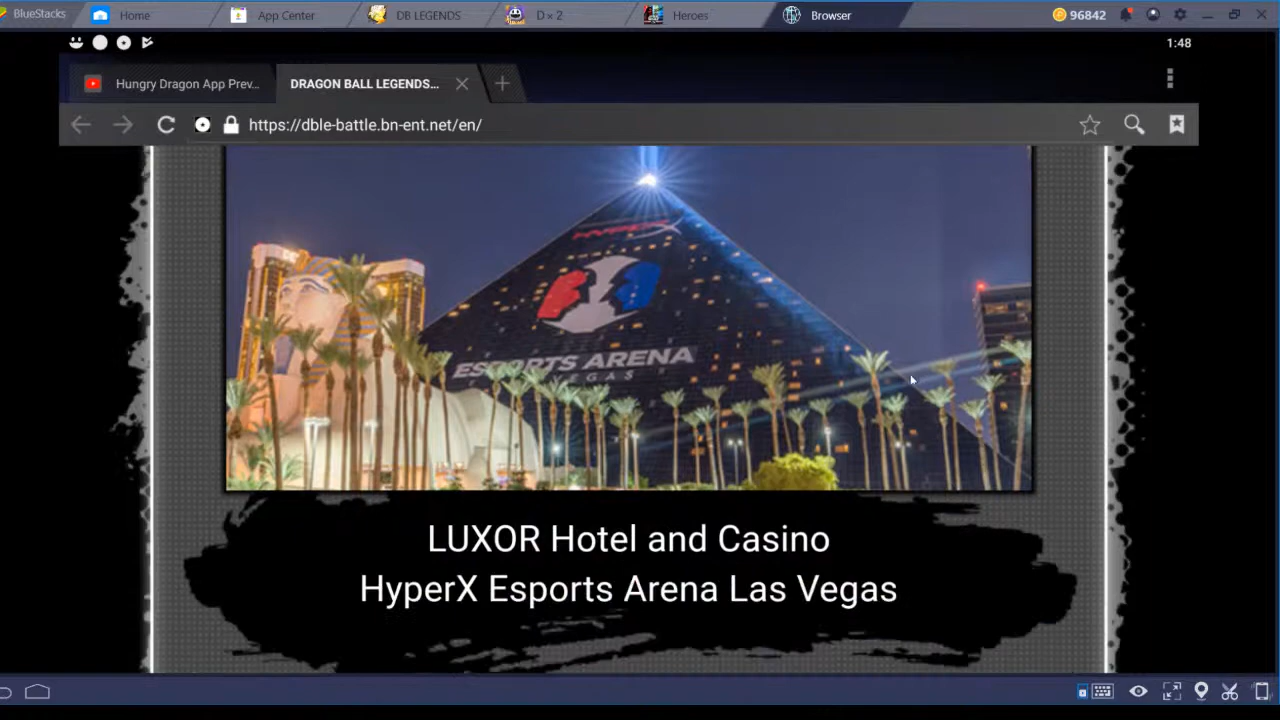 BlueStacks
Home
App Center
DB LEGENDS
D × 2
Heroes
Browser
96842
1:48
Hungry Dragon App Prev...
DRAGON BALL LEGENDS...
https://dble-battle.bn-ent.net/en/
HYPERX
ESPORTS ARENA
VEGAS
LUXOR Hotel and Casino
HyperX Esports Arena Las Vegas